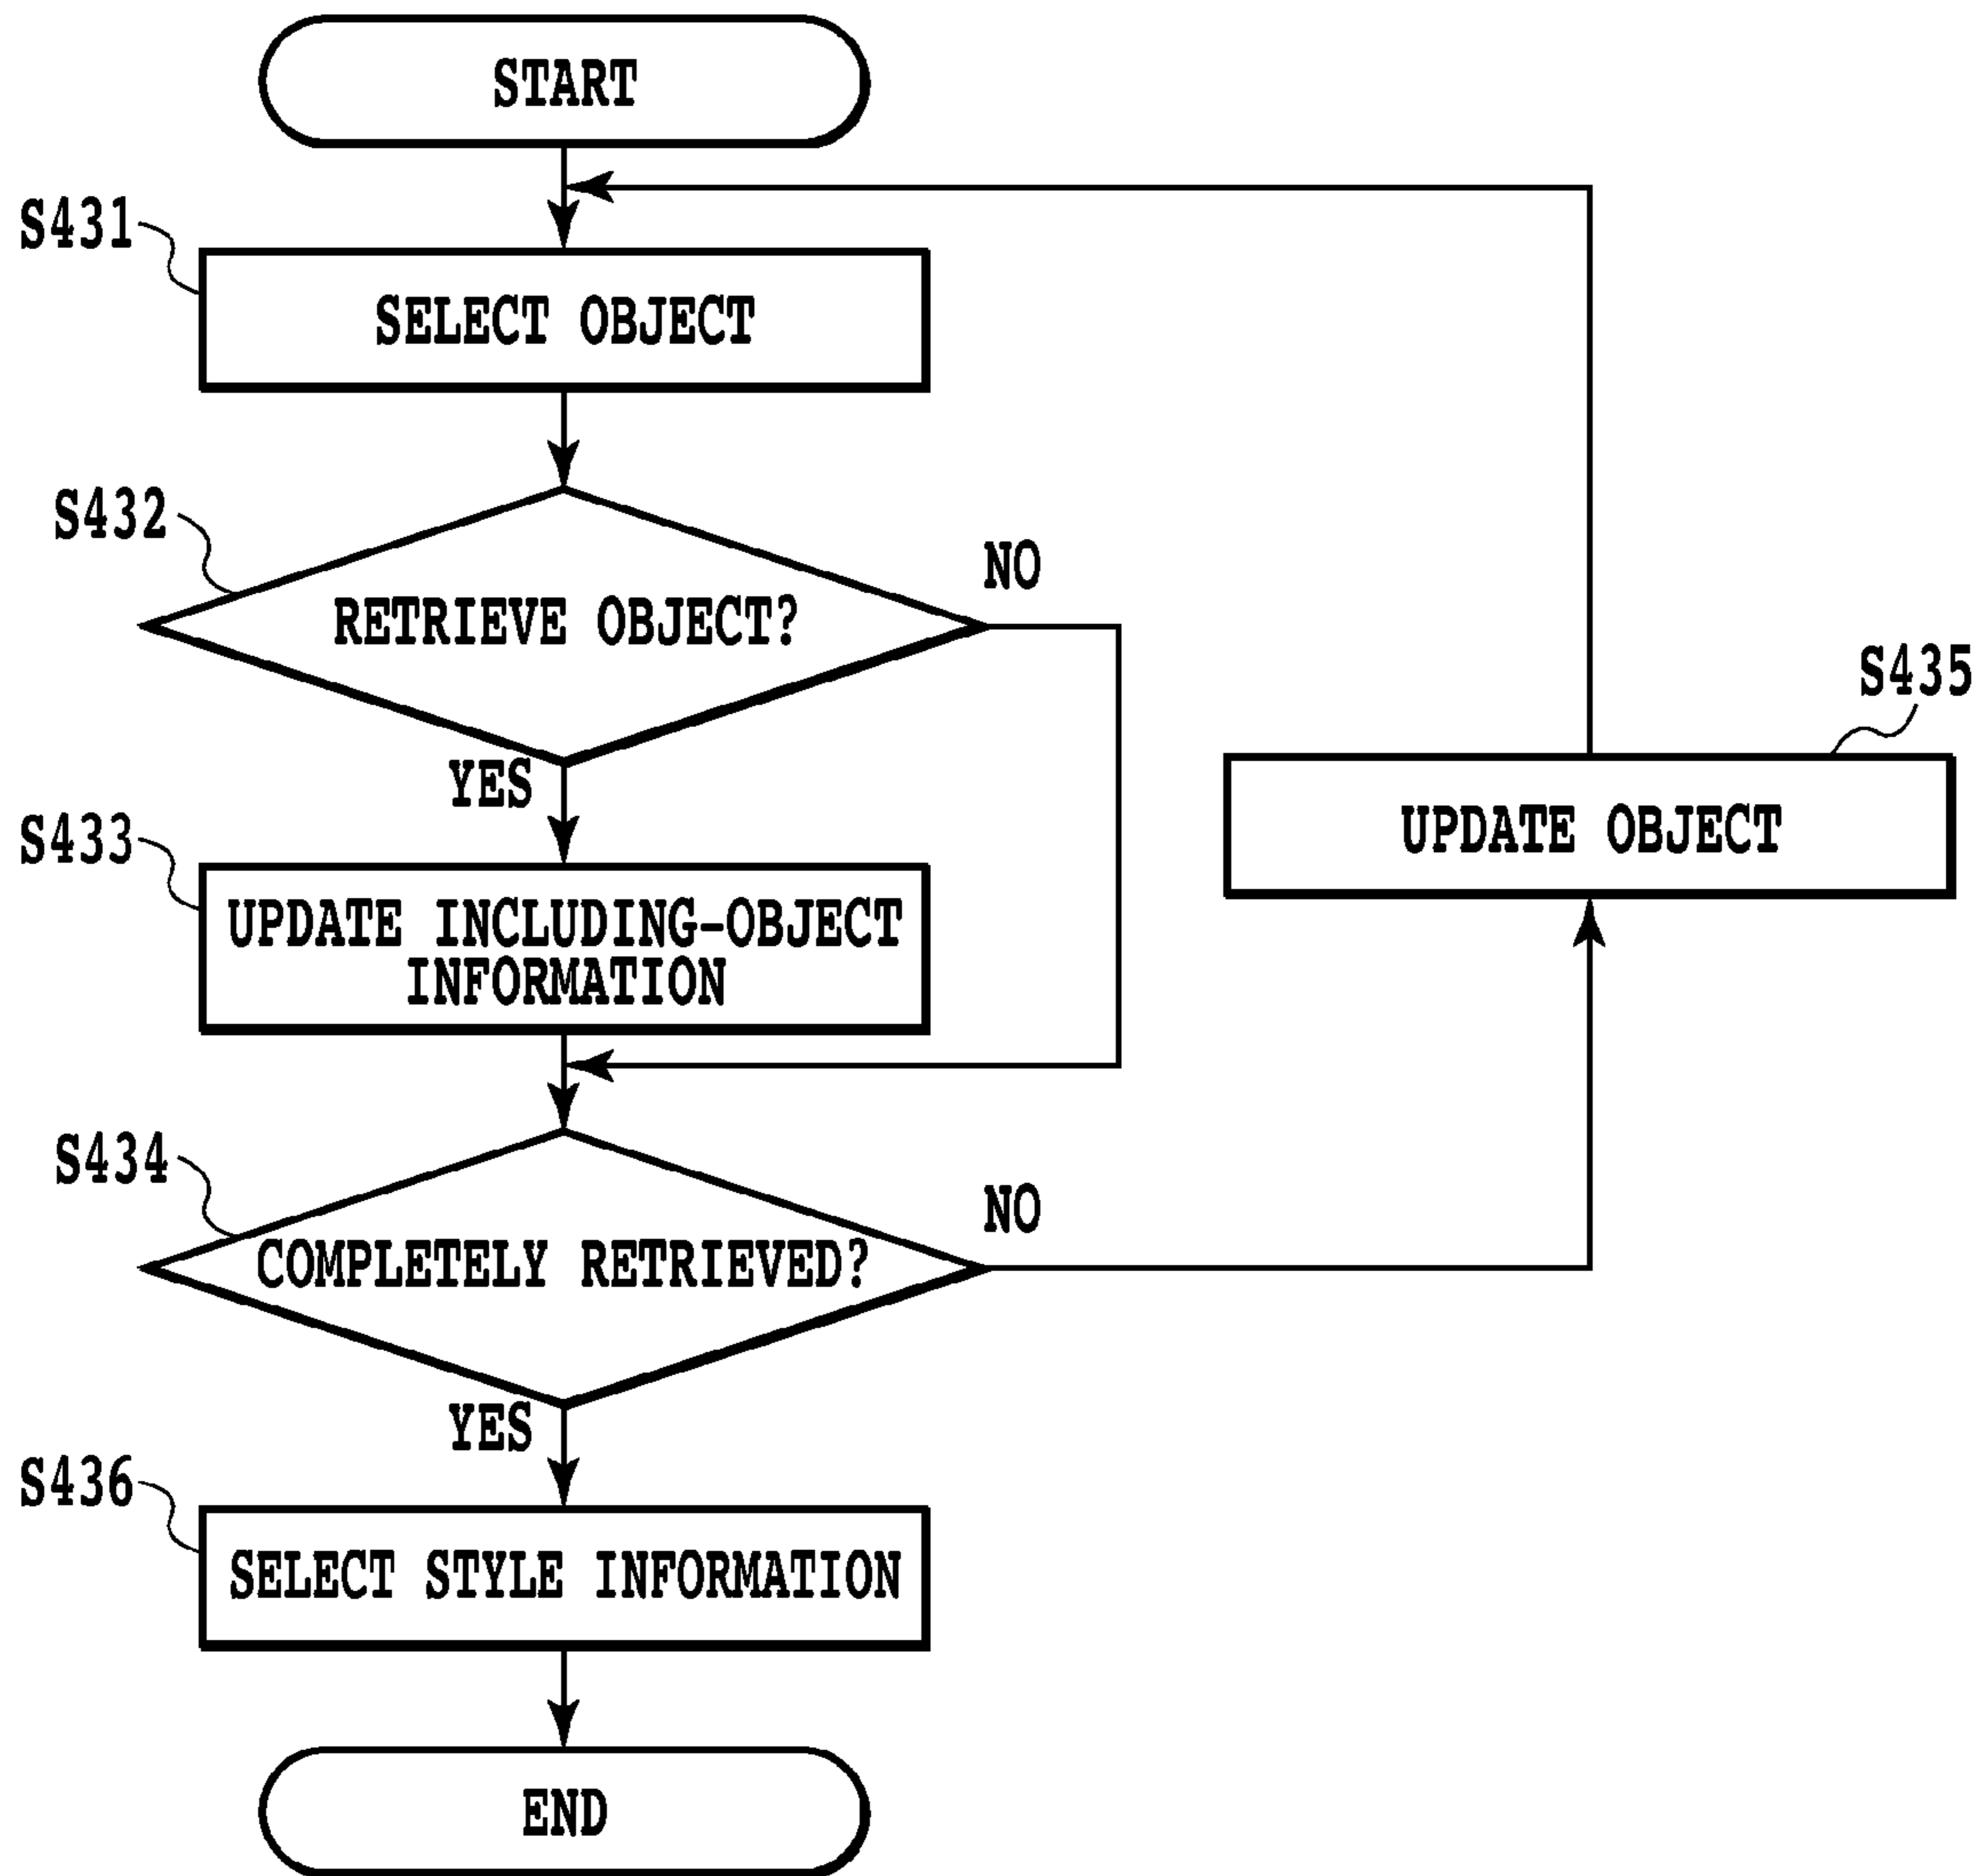 START
S431
SELECT OBJECT
S432
NO
RETRIEVE OBJECT?
YES
S433
UPDATE INCLUDING-OBJECT
INFORMATION
S435
UPDATE OBJECT
S434
NO
COMPLETELY RETRIEVED?
YES
S436
SELECT STYLE INFORMATION
END